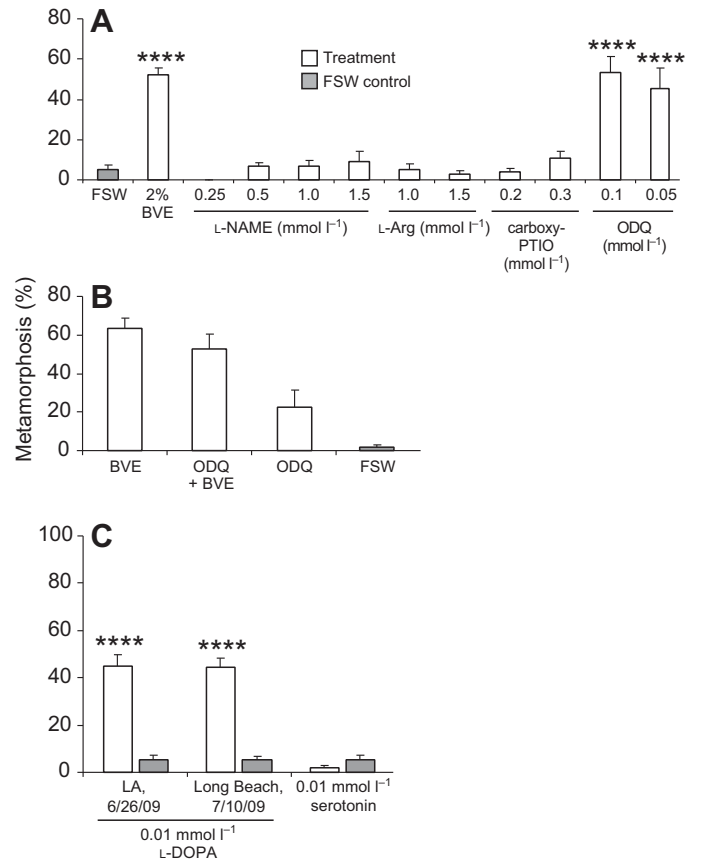 A
80
60
40
20
0
**** **** ****
Treatment
FSW control
FSW 2% 0.25 0.5 1.0 1.5 1.0 1.5 0.2 0.3 0.1 0.05
BVE
L-NAME (mmol l⁻¹) L-Arg (mmol l⁻¹) carboxy- ODQ
PTIO (mmol l⁻¹)
(mmol l⁻¹)
Metamorphosis (%)
B
80
60
40
20
0
BVE ODQ ODQ FSW
+ BVE
C
100
80
60
40
20
0
**** ****
LA, Long Beach, 0.01 mmol l⁻¹
6/26/09 7/10/09 serotonin
0.01 mmol l⁻¹
L-DOPA